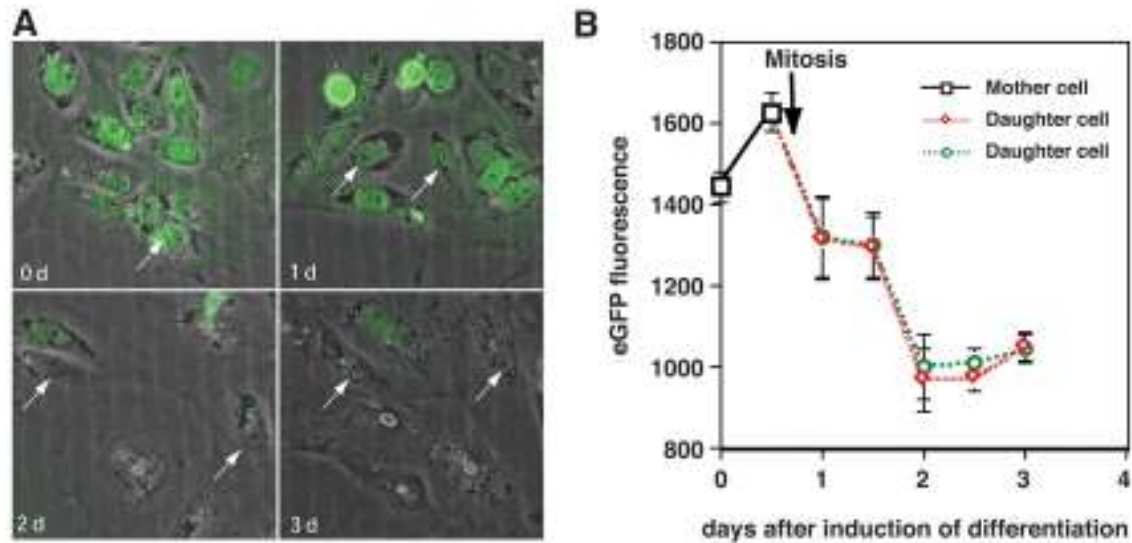 A
0 d
1 d
2 d
3 d
B
eGFP fluorescence
1800
1600
1400
1200
1000
800
Mitosis
Mother cell
Daughter cell
Daughter cell
0 1 2 3 4
days after induction of differentiation